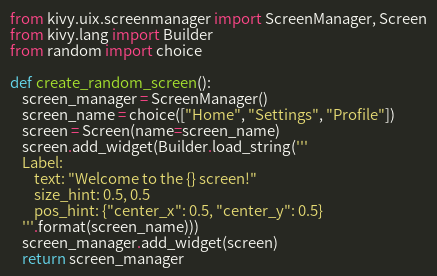 from kivy.uix.screenmanager import ScreenManager, Screen
from kivy.lang import Builder
from random import choice

def create_random_screen():
    screen_manager = ScreenManager()
    screen_name = choice(["Home", "Settings", "Profile"])
    screen = Screen(name=screen_name)
    screen.add_widget(Builder.load_string('''
    Label:
        text: "Welcome to the {} screen!"
        size_hint: 0.5, 0.5
        pos_hint: {"center_x": 0.5, "center_y": 0.5}
    '''.format(screen_name)))
    screen_manager.add_widget(screen)
    return screen_manager